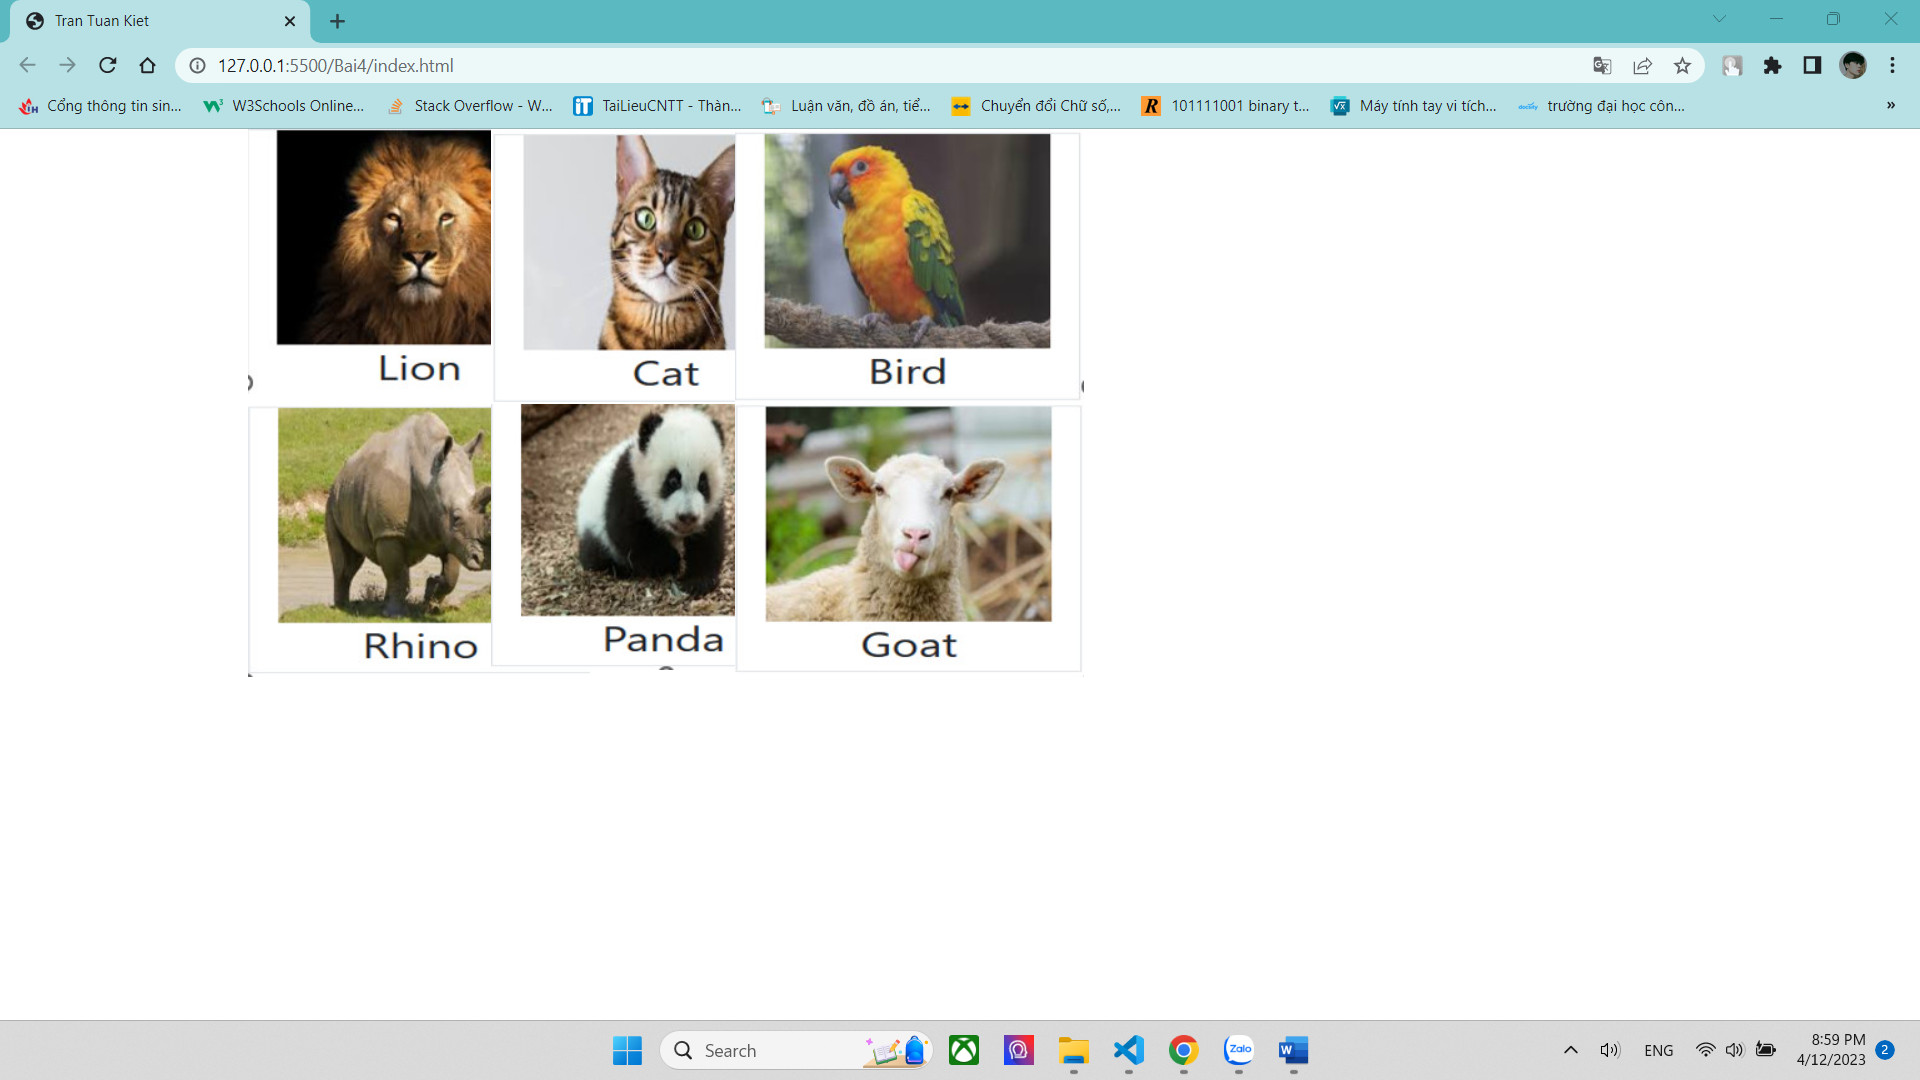 Tran Tuan Kiet
127.0.0.1:5500/Bai4/index.html
Cổng thông tin sin... W3Schools Online... Stack Overflow - W... TaiLieuCNTT - Thàn... Luận văn, đồ án, tiể... Chuyển đổi Chữ số,... 101111001 binary t... Máy tính tay vi tích... trường đại học côn... »
Lion Cat Bird
Rhino Panda Goat
Search
Zalo
W
ENG
8:59 PM
4/12/2023
2